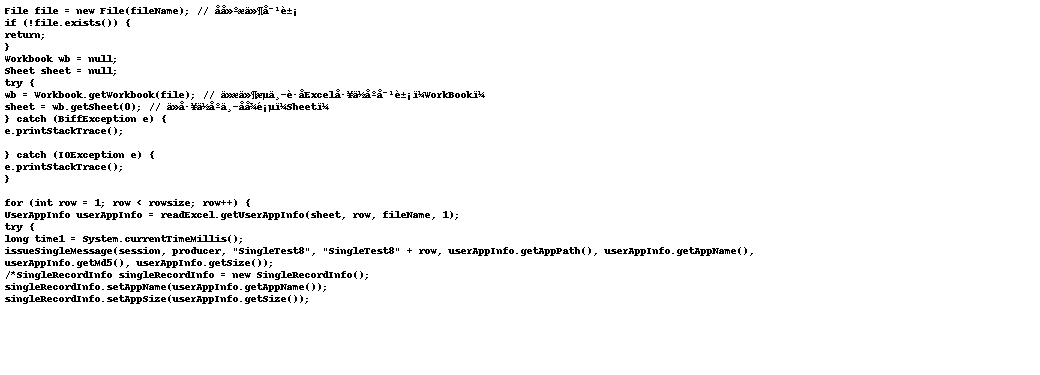 File file = new File(fileName); // åå»ºæä»¶å¯¹è±¡
if (!file.exists()) {
return;
}
Workbook wb = null;
Sheet sheet = null;
try {
wb = Workbook.getWorkbook(file); // ä»æä»¶æµä¸­è·åExcelå·¥ä½åºå¯¹è±¡ï¼WorkBookï¼
sheet = wb.getSheet(0); // ä»å·¥ä½åºä¸­åå¾é¡µï¼Sheetï¼
} catch (BiffException e) {
e.printStackTrace();
} catch (IOException e) {
e.printStackTrace();
}
for (int row = 1; row < rowsize; row++) {
UserAppInfo userAppInfo = readExcel.getUserAppInfo(sheet, row, fileName, 1);
try {
long time1 = System.currentTimeMillis();
issueSingleMessage(session, producer, "SingleTest8", "SingleTest8" + row, userAppInfo.getAppPath(), userAppInfo.getAppName(),
userAppInfo.getMd5(), userAppInfo.getSize());
/*SingleRecordInfo singleRecordInfo = new SingleRecordInfo();
singleRecordInfo.setAppName(userAppInfo.getAppName());
singleRecordInfo.setAppSize(userAppInfo.getSize());